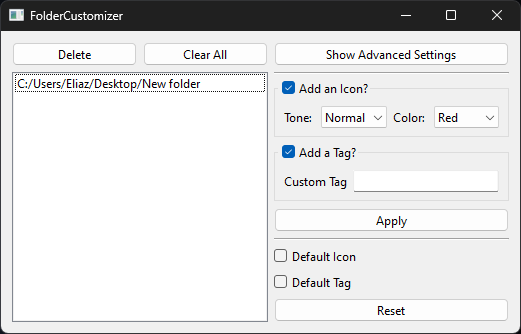 FolderCustomizer
Delete
Clear All
Show Advanced Settings
C:/Users/Eliaz/Desktop/New folder
Add an Icon?
Tone: Normal Color: Red
Add a Tag?
Custom Tag
Apply
Default Icon
Default Tag
Reset